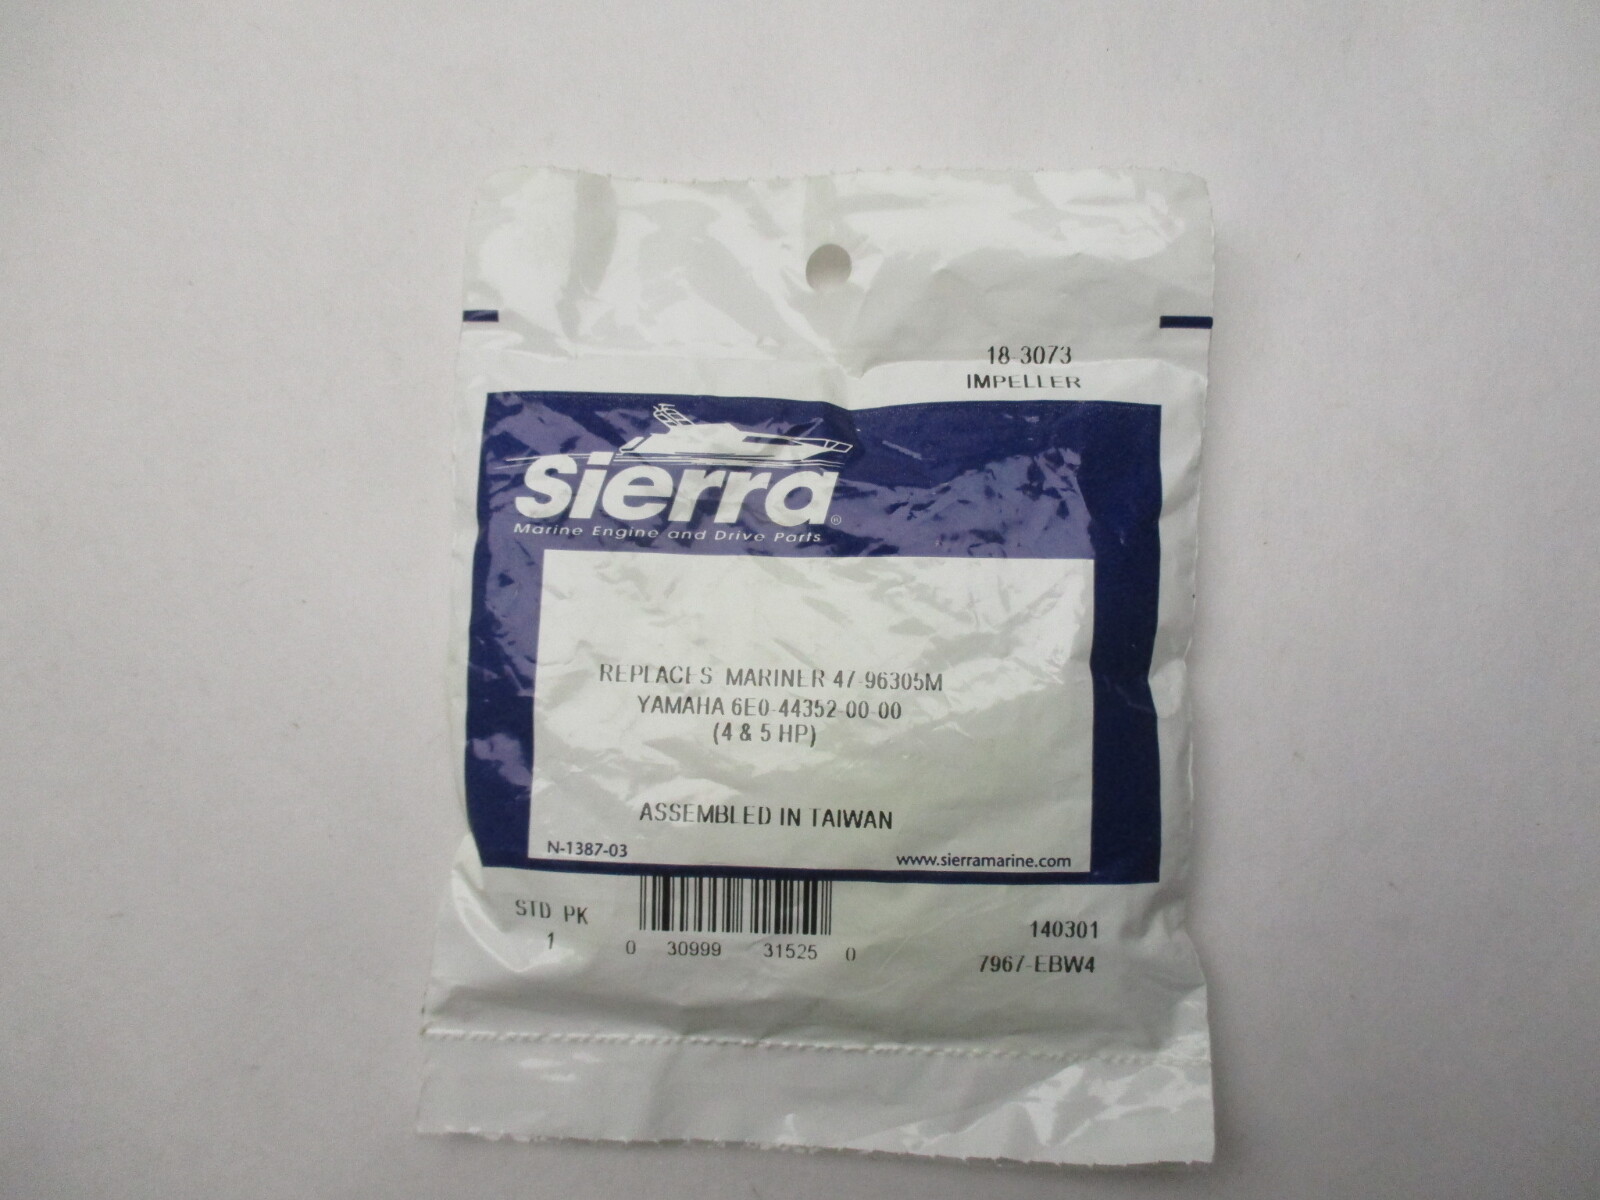 18-3073
IMPELLER
Sierra®
Marine Engine and Drive Parts
REPLACES MARINER 47-96305M
YAMAHA 6E0-44352-00-00
(4 & 5 HP)
ASSEMBLED IN TAIWAN
N-1387-03
www.sierramarine.com
STD PK
1
0 30999 31525 0
140301
7967-EBW4